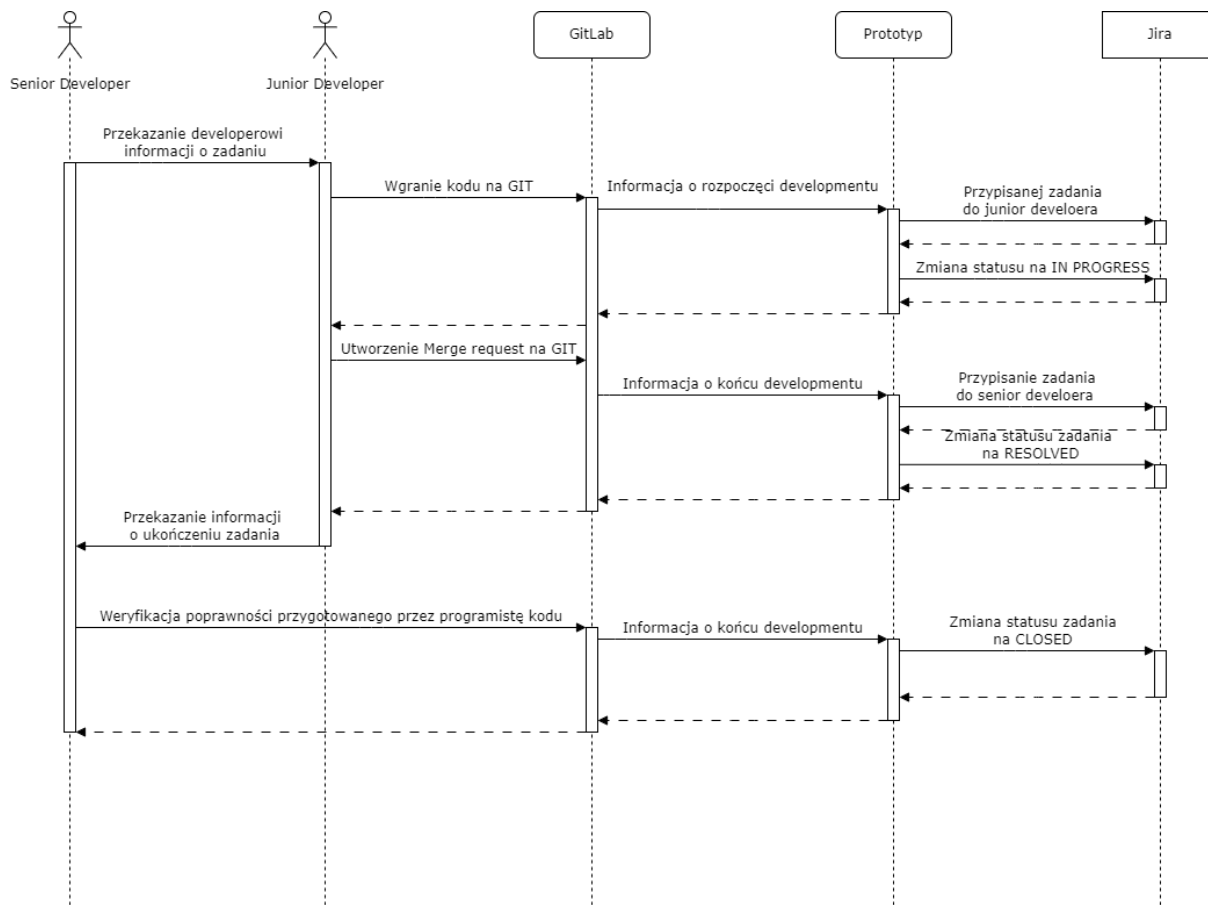 GitLab
Prototyp
Jira
Senior Developer
Junior Developer
Przekazanie developerowi
informacji o zadaniu
Wgranie kodu na GIT
Informacja o rozpoczęci developmentu
Przypisanej zadania
do junior develoera
Zmiana statusu na IN PROGRESS
Utworzenie Merge request na GIT
Informacja o końcu developmentu
Przypisanie zadania
do senior develoera
Zmiana statusu zadania
na RESOLVED
Przekazanie informacji
o ukończeniu zadania
Weryfikacja poprawności przygotowanego przez programistę kodu
Informacja o końcu developmentu
Zmiana statusu zadania
na CLOSED